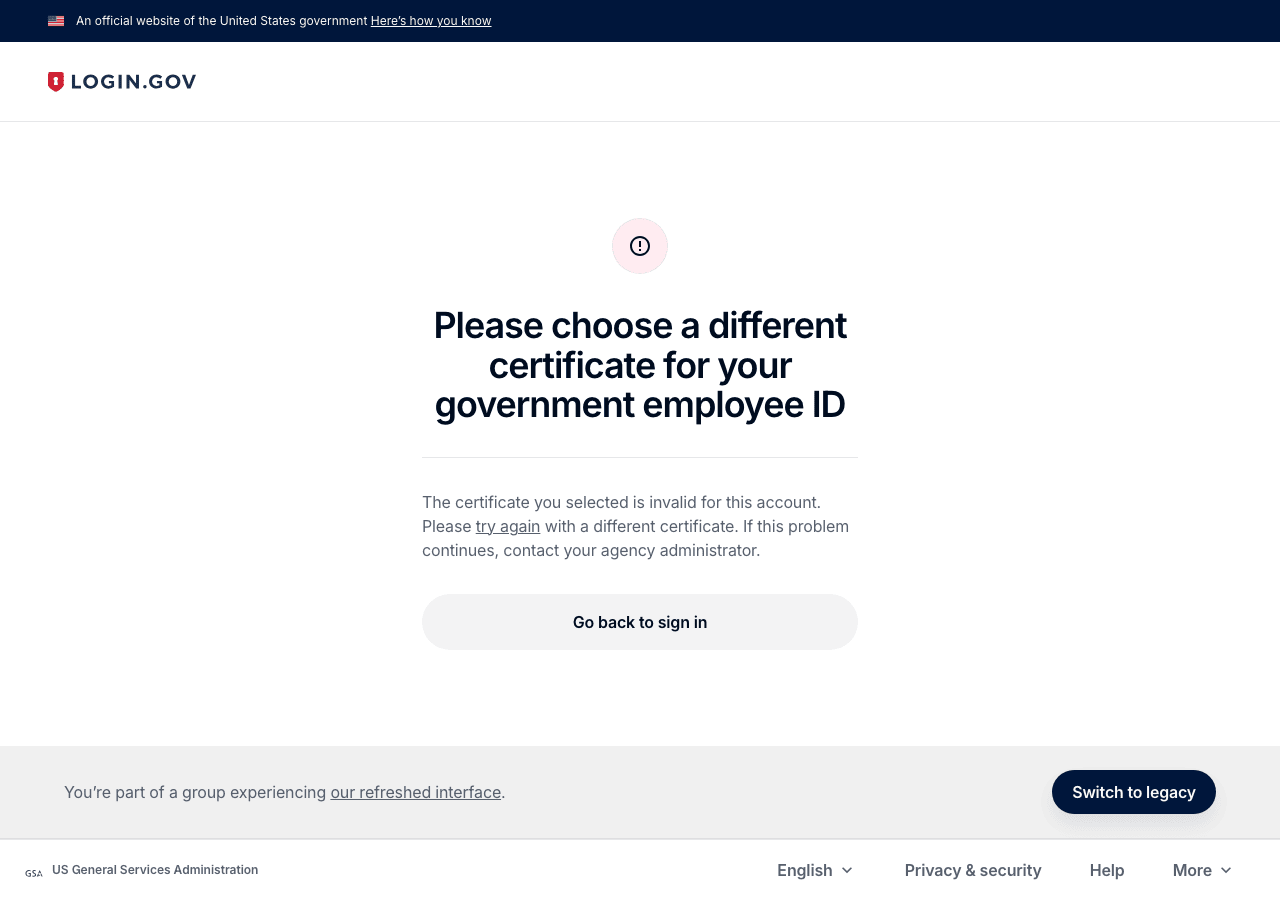 An official website of the United States government Here’s how you know
LOGIN.GOV
Please choose a different
certificate for your
government employee ID
The certificate you selected is invalid for this account.
Please try again with a different certificate. If this problem
continues, contact your agency administrator.
Go back to sign in
You’re part of a group experiencing our refreshed interface.
Switch to legacy
GSA US General Services Administration
English Privacy & security Help More